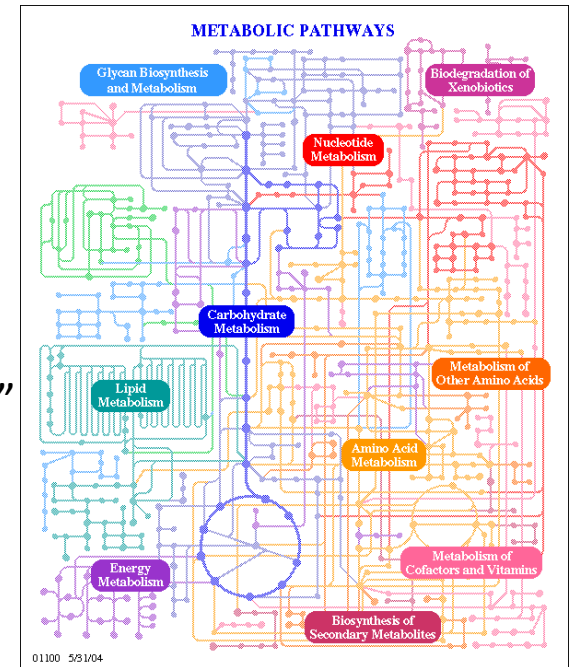 METABOLIC PATHWAYS
Glycan Biosynthesis
and Metabolism
Biodegradation of
Xenobiotics
Nucleotide
Metabolism
Carbohydrate
Metabolism
Metabolism of
Other Amino Acids
Lipid
Metabolism
”
Amino Acid
Metabolism
Metabolism of
Cofactors and Vitamins
Energy
Metabolism
Biosynthesis of
Secondary Metabolites
01100 5/31/04